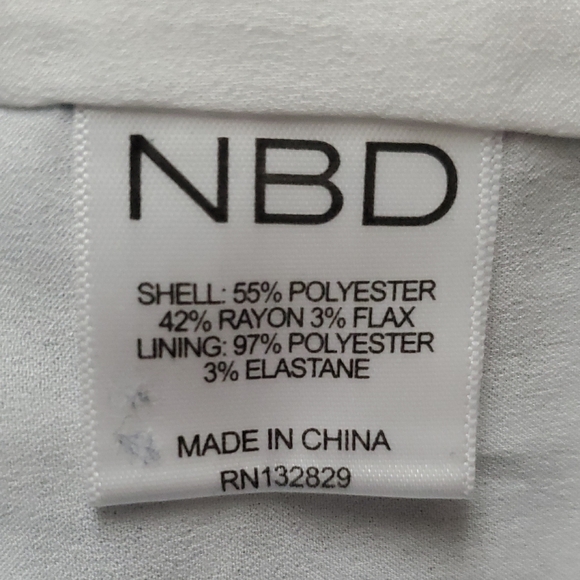 NBD
SHELL: 55% POLYESTER
42% RAYON 3% FLAX
LINING: 97% POLYESTER
3% ELASTANE
MADE IN CHINA
RN132829